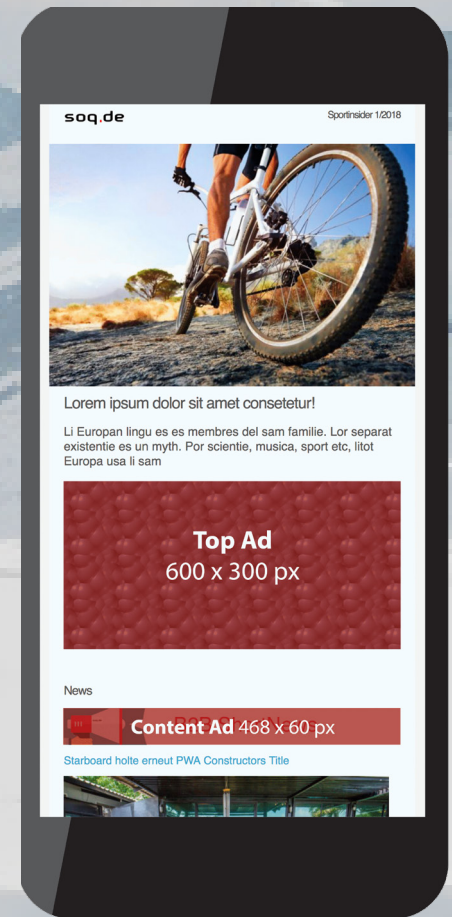 soq.de
Sportinsider 1/2018
Lorem ipsum dolor sit amet consetetur!
Li Europan lingu es es membres del sam familie. Lor separat
existentie es un myth. Por scientie, musica, sport etc, litot
Europa usa li sam
Top Ad
600 x 300 px
News
Content Ad 468 x 60 px
Starboard holte erneut PWA Constructors Title